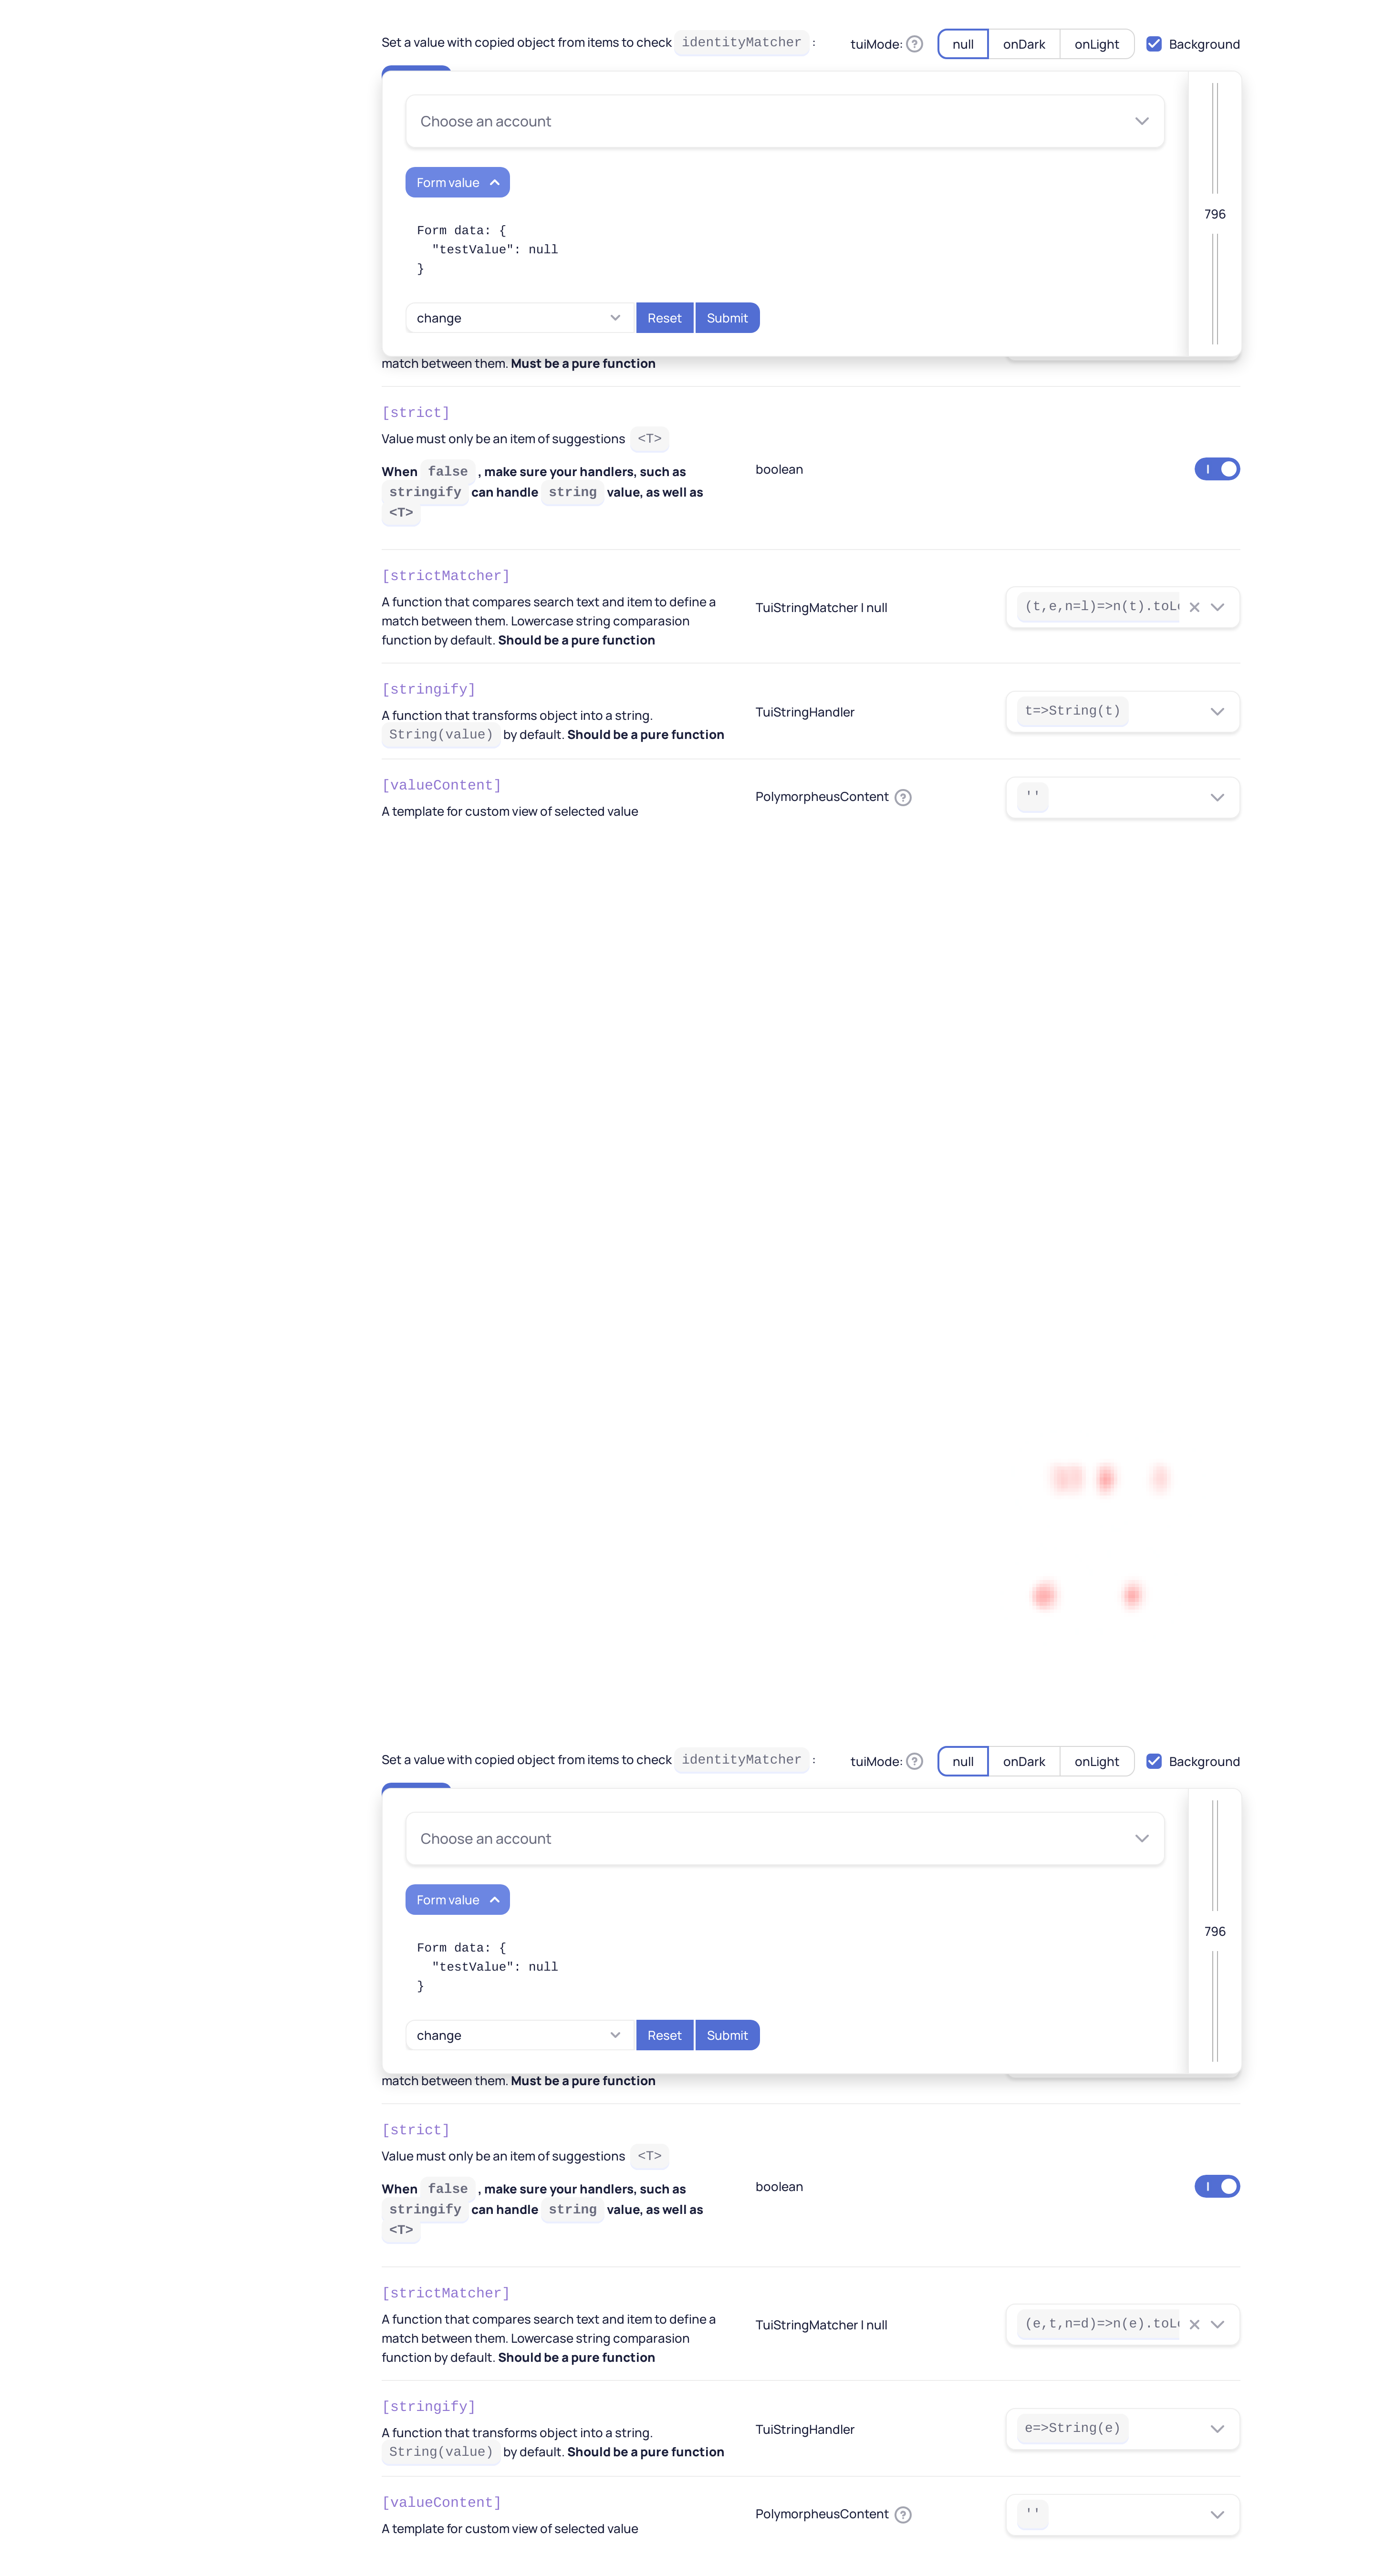 Set a value with copied object from items to check identityMatcher : tuiMode: ? null onDark onLight Background
Choose an account
Form value
796
Form data: {
"testValue": null
}
change Reset Submit
match between them. Must be a pure function
[strict]
Value must only be an item of suggestions <T>
When false , make sure your handlers, such as
stringify can handle string value, as well as
<T>
boolean
[strictMatcher]
A function that compares search text and item to define a
match between them. Lowercase string comparasion
function by default. Should be a pure function
TuiStringMatcher | null
(t,e,n=l)=>n(t).toL
[stringify]
A function that transforms object into a string.
String(value) by default. Should be a pure function
TuiStringHandler
t=>String(t)
[valueContent]
A template for custom view of selected value
PolymorpheusContent ?
''
Set a value with copied object from items to check identityMatcher : tuiMode: ? null onDark onLight Background
Choose an account
Form value
796
Form data: {
"testValue": null
}
change Reset Submit
match between them. Must be a pure function
[strict]
Value must only be an item of suggestions <T>
When false , make sure your handlers, such as
stringify can handle string value, as well as
<T>
boolean
[strictMatcher]
A function that compares search text and item to define a
match between them. Lowercase string comparasion
function by default. Should be a pure function
TuiStringMatcher | null
(e,t,n=d)=>n(e).toL
[stringify]
A function that transforms object into a string.
String(value) by default. Should be a pure function
TuiStringHandler
e=>String(e)
[valueContent]
A template for custom view of selected value
PolymorpheusContent ?
''